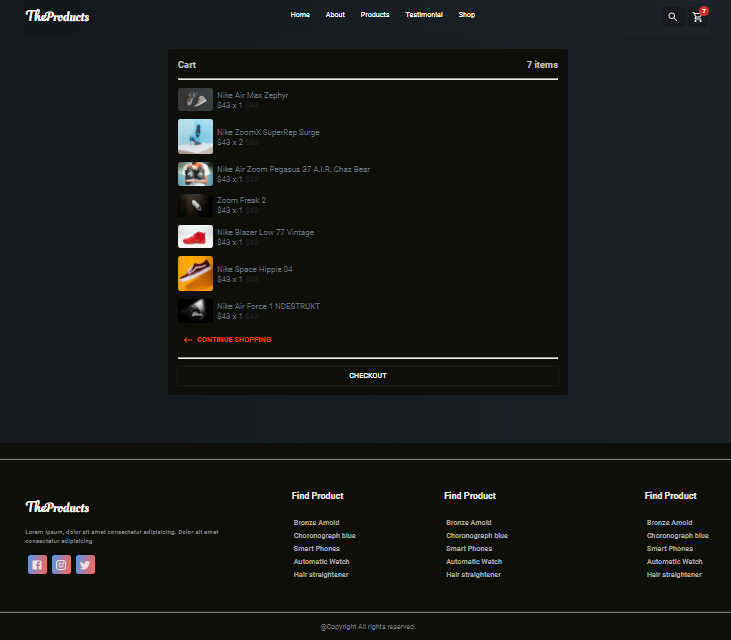 TheProducts
Home About Products Testimonial Shop
7
Cart 7 items
Nike Air Max Zephyr
$43 x 1 $43
Nike ZoomX SuperRep Surge
$43 x 2 $86
Nike Air Zoom Pegasus 37 A.I.R. Chaz Bear
$43 x 1 $43
Zoom Freak 2
$43 x 1 $43
Nike Blazer Low 77 Vintage
$43 x 1 $43
Nike Space Hippie 04
$43 x 1 $43
Nike Air Force 1 NDESTRUKT
$43 x 1 $43
CONTINUE SHOPPING
CHECKOUT
TheProducts
Lorem ipsum, dolor sit amet consectetur adipisicing. Dolor sit amet
consectetur adipisicing
Find Product
Bronze Arnold
Choronograph blue
Smart Phones
Automatic Watch
Hair straightener
Find Product
Bronze Arnold
Choronograph blue
Smart Phones
Automatic Watch
Hair straightener
Find Product
Bronze Arnold
Choronograph blue
Smart Phones
Automatic Watch
Hair straightener
@Copyright All rights reserved.